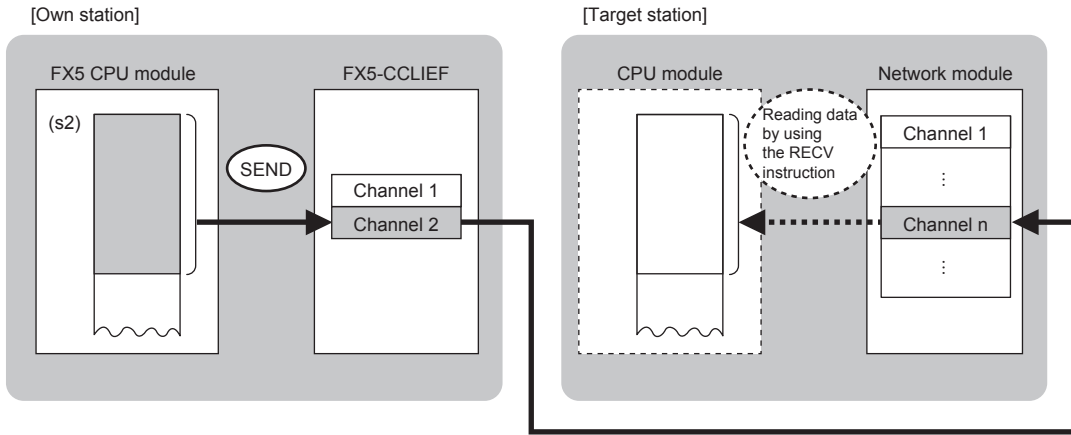 [Own station]
[Target station]
FX5 CPU module
FX5-CCLIEF
CPU module
Network module
(s2)
SEND
Channel 1
Channel 2
Reading data
by using
the RECV
instruction
Channel 1
⋮
Channel n
⋮